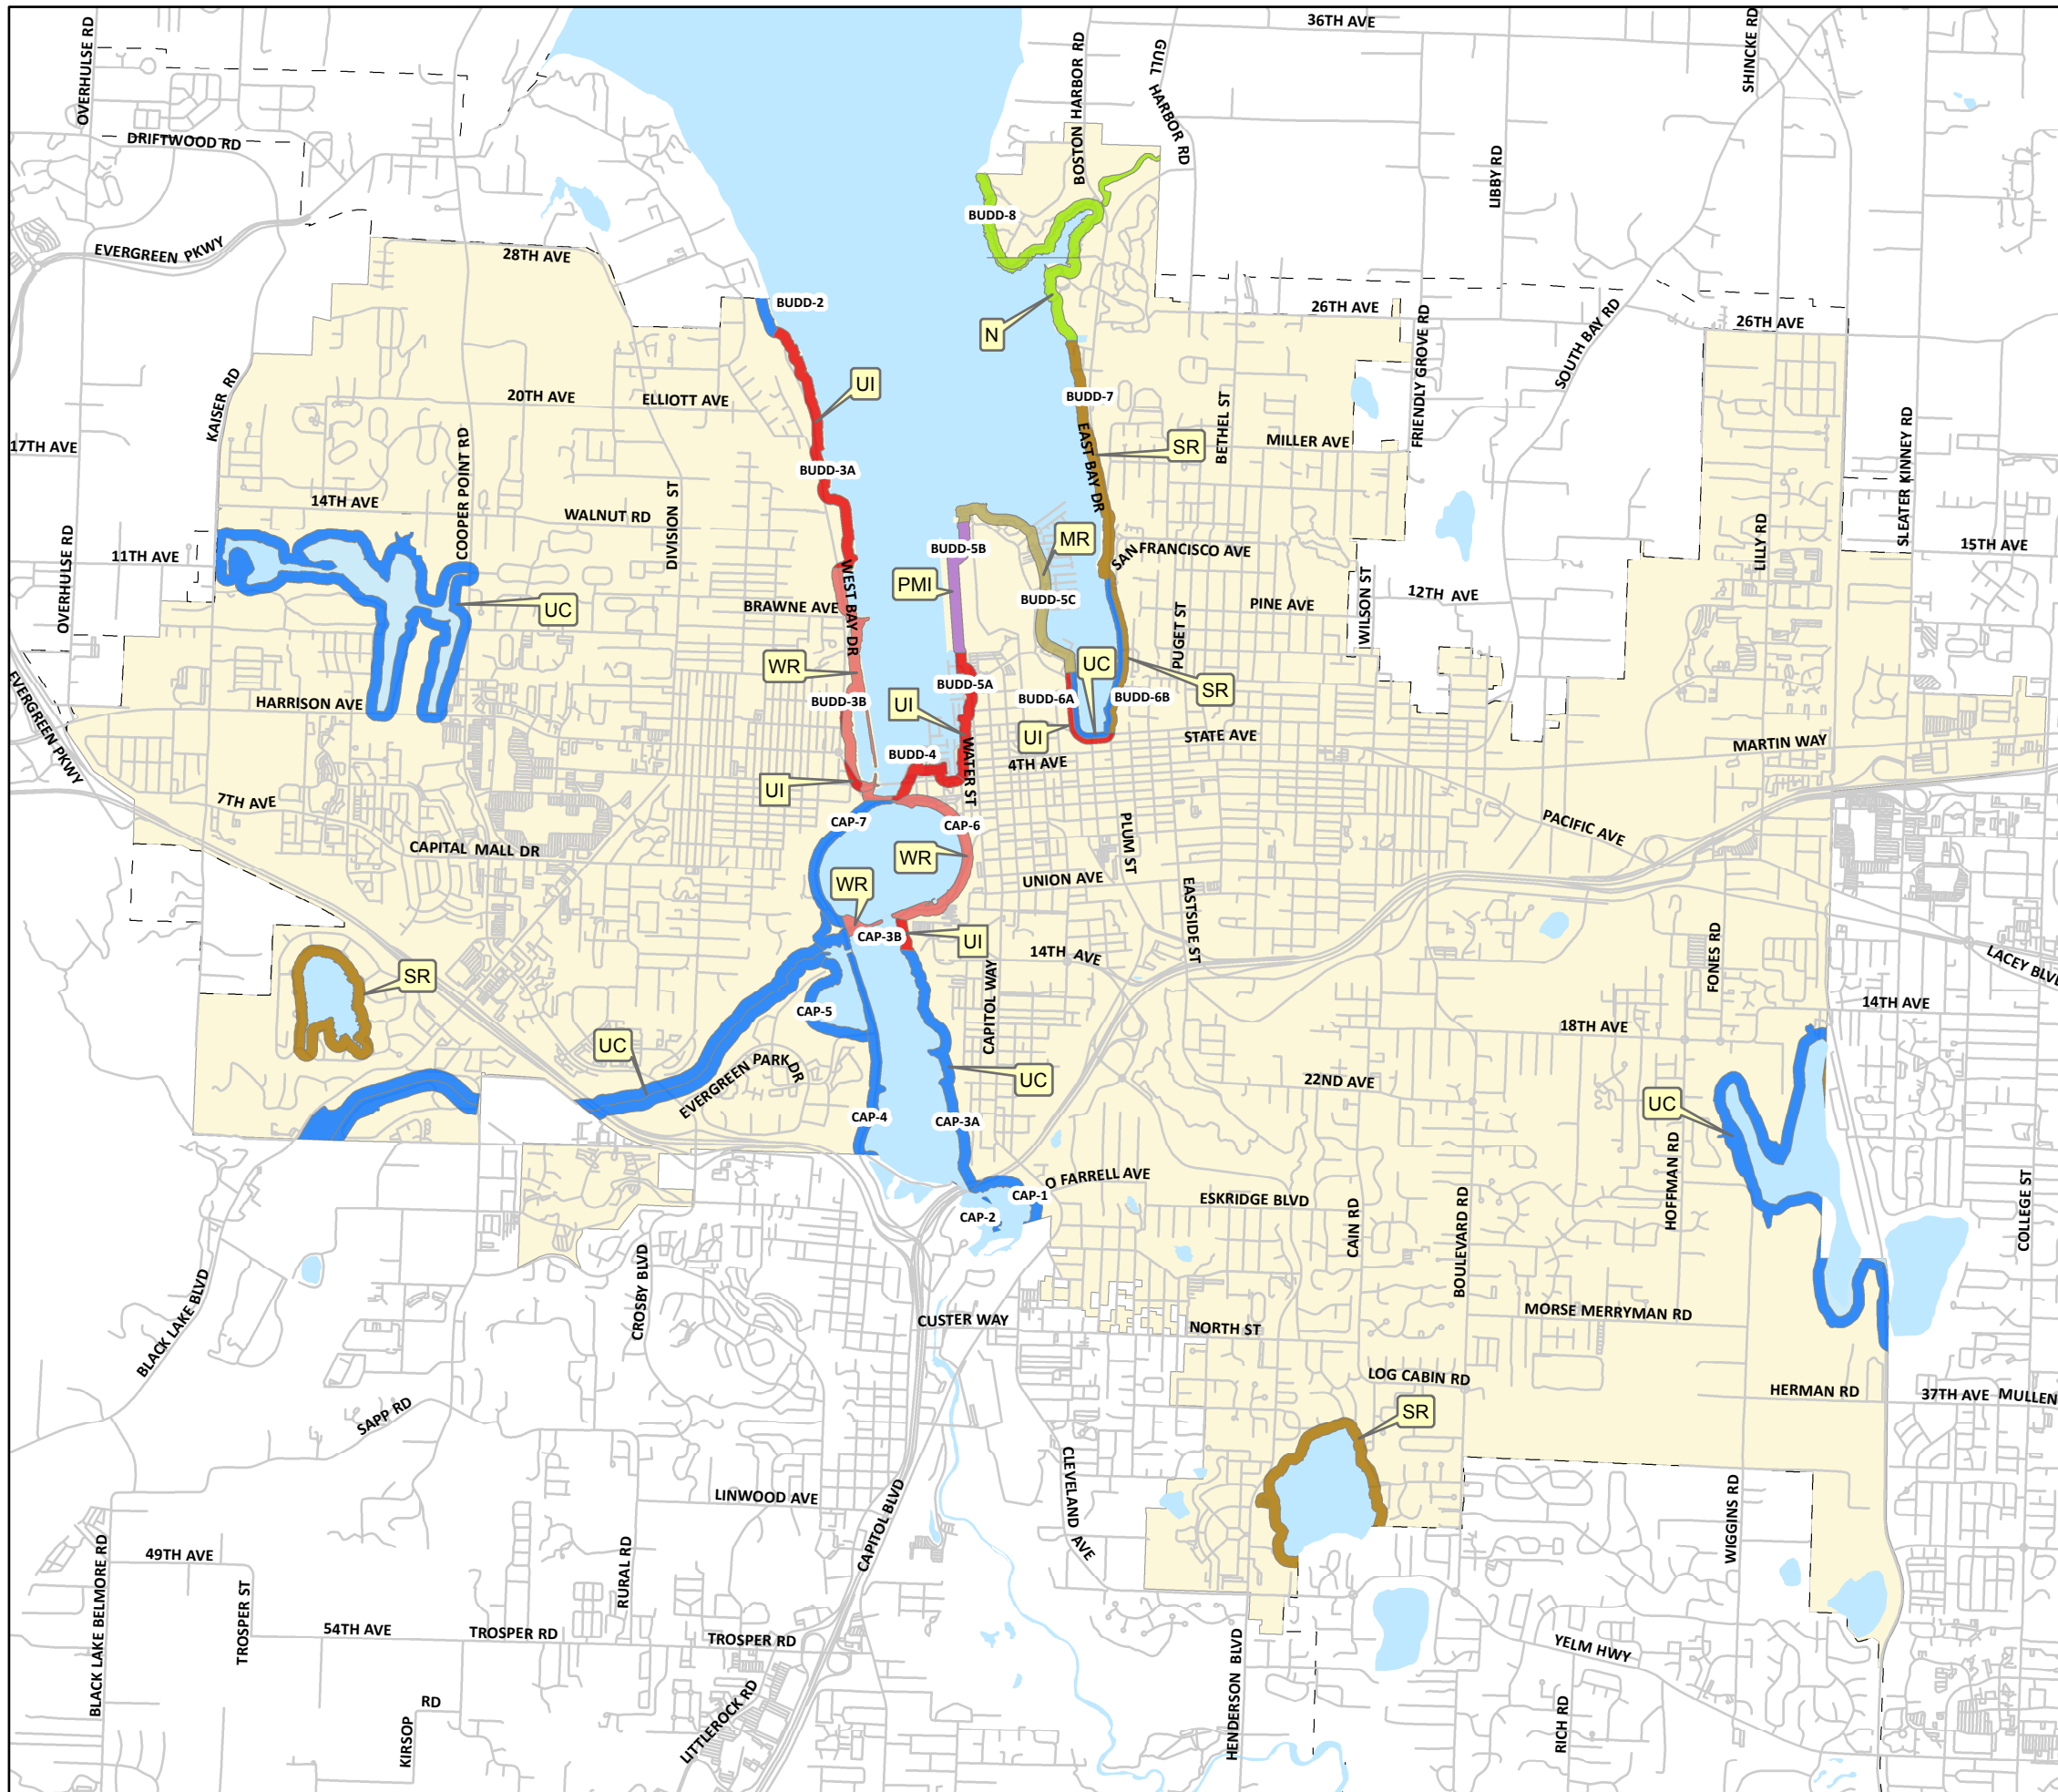 36TH AVE
OVERHULSE RD
BOSTON HARBOR RD
GULL HARBOR RD
SHINCKE RD
DRIFTWOOD RD
LIBBY RD
BUDD-8
EVERGREEN PKWY
28TH AVE
BUDD-2
26TH AVE
26TH AVE
N
SOUTH BAY RD
FRIENDLY GROVE RD
KAISER RD
UI
20TH AVE
ELLIOTT AVE
BUDD-7
EAST BAY DR
SR
BETHEL ST
MILLER AVE
SLEATER KINNEY RD
17TH AVE
COOPER POINT RD
BUDD-3A
14TH AVE
WALNUT RD
DIVISION ST
LILLY RD
OVERHULSE RD
11TH AVE
BUDD-5B
MR
SAN FRANCISCO AVE
15TH AVE
WEST BAY DR
PMI
BUDD-5C
UC
BRAWNE AVE
PINE AVE
WILSON ST
12TH AVE
PUGET ST
WR
UC
HARRISON AVE
BUDD-3B
BUDD-5A
UI
BUDD-6A
BUDD-6B
SR
EVERGREEN PKWY
UI
STATE AVE
MARTIN WAY
WATER ST
BUDD-4
4TH AVE
UI
7TH AVE
CAP-7
CAP-6
PLUM ST
PACIFIC AVE
CAPITAL MALL DR
WR
WR
UNION AVE
EASTSIDE ST
CAP-3B
UI
14TH AVE
FONES RD
LACEY BLVD
SR
CAPITOL WAY
14TH AVE
CAP-5
18TH AVE
UC
EVERGREEN PARK DR
UC
22ND AVE
UC
CAP-4
CAP-3A
HOFFMAN RD
O FARRELL AVE
CAP-1
ESKRIDGE BLVD
CAP-2
CAIN RD
BOULEVARD RD
COLLEGE ST
BLACK LAKE BLVD
CROSBY BLVD
CUSTER WAY
NORTH ST
MORSE MERRYMAN RD
LOG CABIN RD
HERMAN RD
37TH AVE
MULLEN
SAPP RD
SR
CLEVELAND AVE
LINWOOD AVE
CAPITOL BLVD
WIGGINS RD
BLACK LAKE BELMORE RD
49TH AVE
TROSPER ST
RURAL RD
54TH AVE
TROSPER RD
TROSPER RD
HENDERSON BLVD
YELM HWY
KIRSOP RD
LITTLEROCK RD
RICH RD